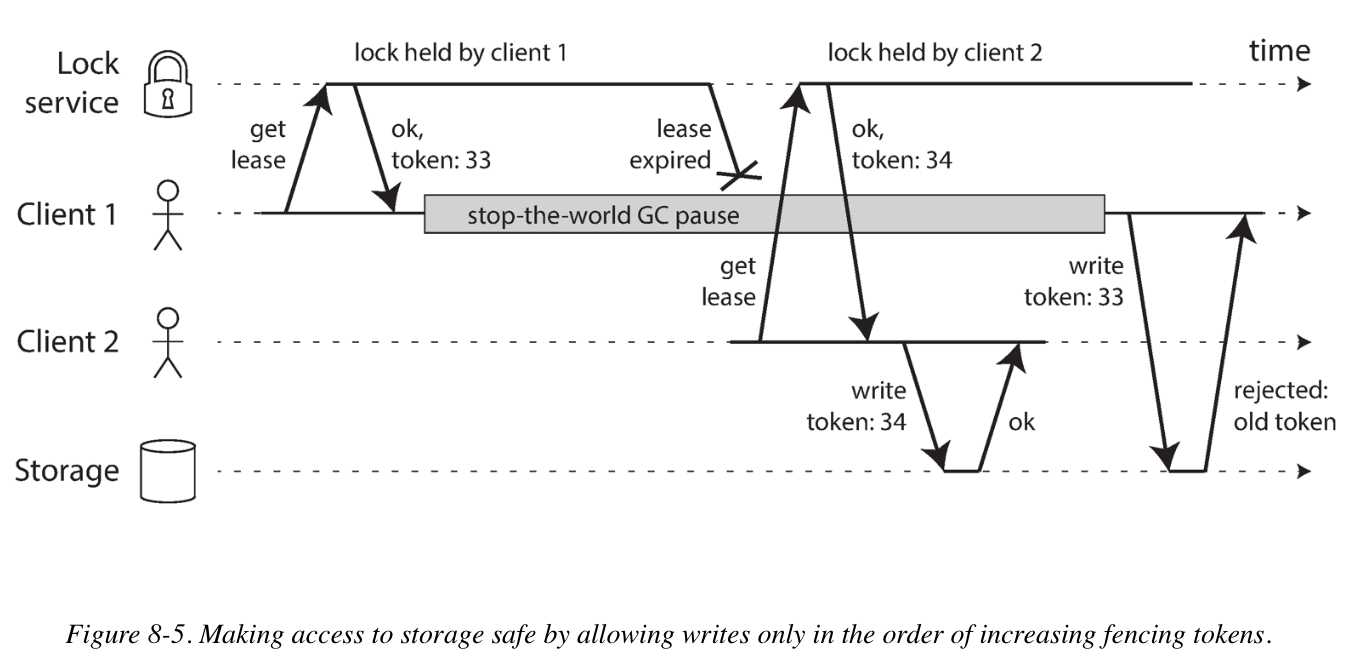 lock held by client 1
lock held by client 2
time
Lock
service
get
lease
ok,
token: 33
lease
expired
ok,
token: 34
Client 1
stop-the-world GC pause
get
lease
write
token: 33
Client 2
write
token: 34
ok
rejected:
old token
Storage
Figure 8-5. Making access to storage safe by allowing writes only in the order of increasing fencing tokens.